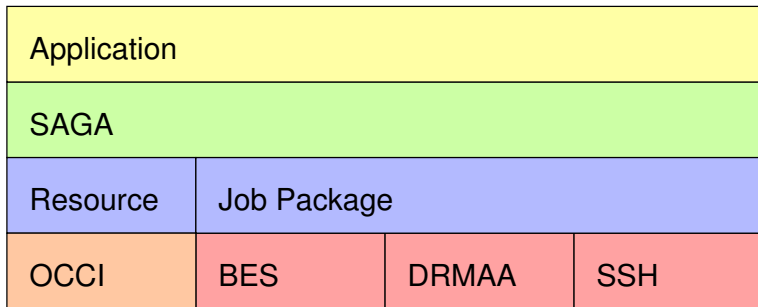 Application
SAGA
Resource Job Package
OCCI BES DRMAA SSH